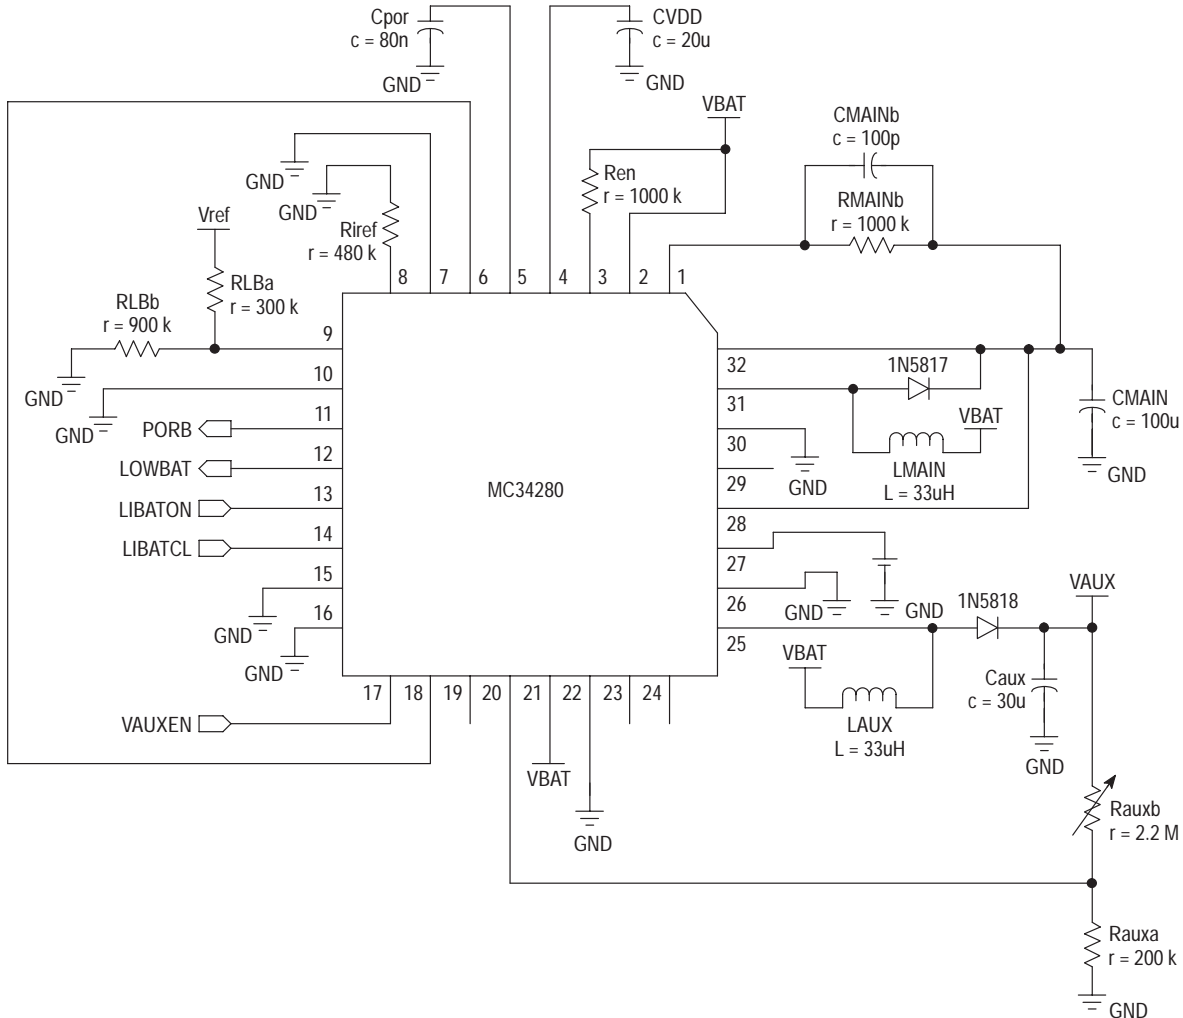 Cpor
c = 80n
GND
CVDD
c = 20u
GND
VBAT
CMAINb
c = 100p
RMAINb
r = 1000 k
Ren
r = 1000 k
GND
GND
Riref
r = 480 k
Vref
RLBa
r = 300 k
RLBb
r = 900 k
8
7
6
5
4
3
2
1
9
10
11
12
13
14
15
16
GND
GND
PORB
LOWBAT
LIBATON
LIBATCL
GND
GND
VAUXEN
MC34280
32
31
30
29
28
27
26
25
1N5817
VBAT
LMAIN
L = 33uH
GND
CMAIN
c = 100u
GND
GND
GND
1N5818
VAUX
VBAT
LAUX
L = 33uH
Caux
c = 30u
GND
17
18
19
20
21
22
23
24
VBAT
GND
Rauxb
r = 2.2 M
Rauxa
r = 200 k
GND